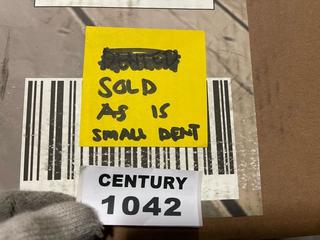 SOLD
AS IS
SMALL DENT
CENTURY
1042